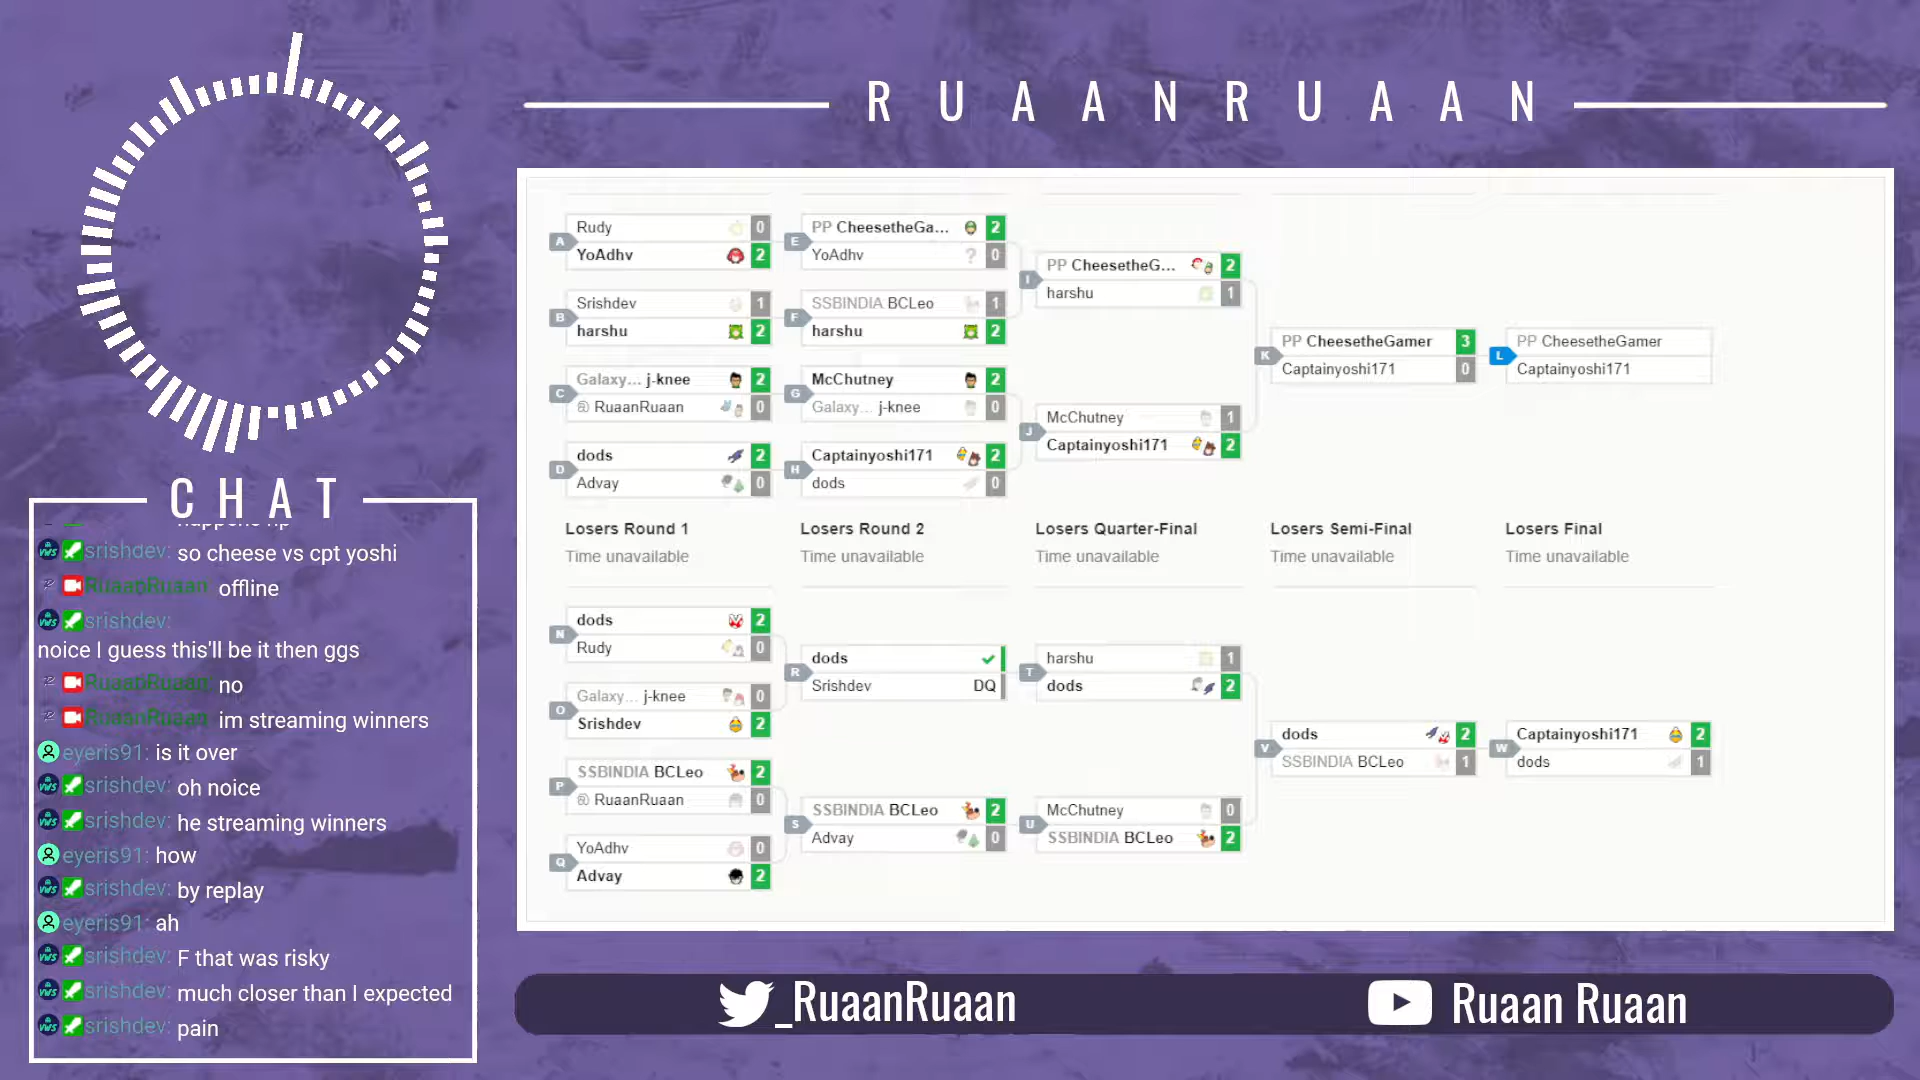 RUAANRUAAN
A
Rudy 0
YoAdhv 2
B
Srishdev 1
harshu 2
C
Galaxy... j-knee 2
RuaanRuaan 0
D
dods 2
Advay 0
E
PP CheesetheGa... 2
YoAdhv ? 0
F
SSBINDIA BCLeo 1
harshu 2
G
McChutney 2
Galaxy... j-knee 0
H
Captainyoshi171 2
dods 0
I
PP CheesetheG... 2
harshu 1
J
McChutney 1
Captainyoshi171 2
K
PP CheesetheGamer 3
Captainyoshi171 0
L
PP CheesetheGamer
Captainyoshi171
Losers Round 1
Time unavailable
Losers Round 2
Time unavailable
Losers Quarter-Final
Time unavailable
Losers Semi-Final
Time unavailable
Losers Final
Time unavailable
N
dods 2
Rudy 0
O
Galaxy... j-knee 0
Srishdev 2
P
SSBINDIA BCLeo 2
RuaanRuaan 0
Q
YoAdhv 0
Advay 2
R
dods
Srishdev DQ
S
SSBINDIA BCLeo 2
Advay 0
T
harshu 1
dods 2
U
McChutney 0
SSBINDIA BCLeo 2
V
dods 2
SSBINDIA BCLeo 1
W
Captainyoshi171 2
dods 1
CHAT
srishdev: so cheese vs cpt yoshi
RuaanRuaan: offline
srishdev:
noice I guess this'll be it then ggs
RuaanRuaan: no
RuaanRuaan: im streaming winners
eyeris91: is it over
srishdev: oh noice
srishdev: he streaming winners
eyeris91: how
srishdev: by replay
eyeris91: ah
srishdev: F that was risky
srishdev: much closer than I expected
srishdev: pain
_RuaanRuaan
Ruaan Ruaan